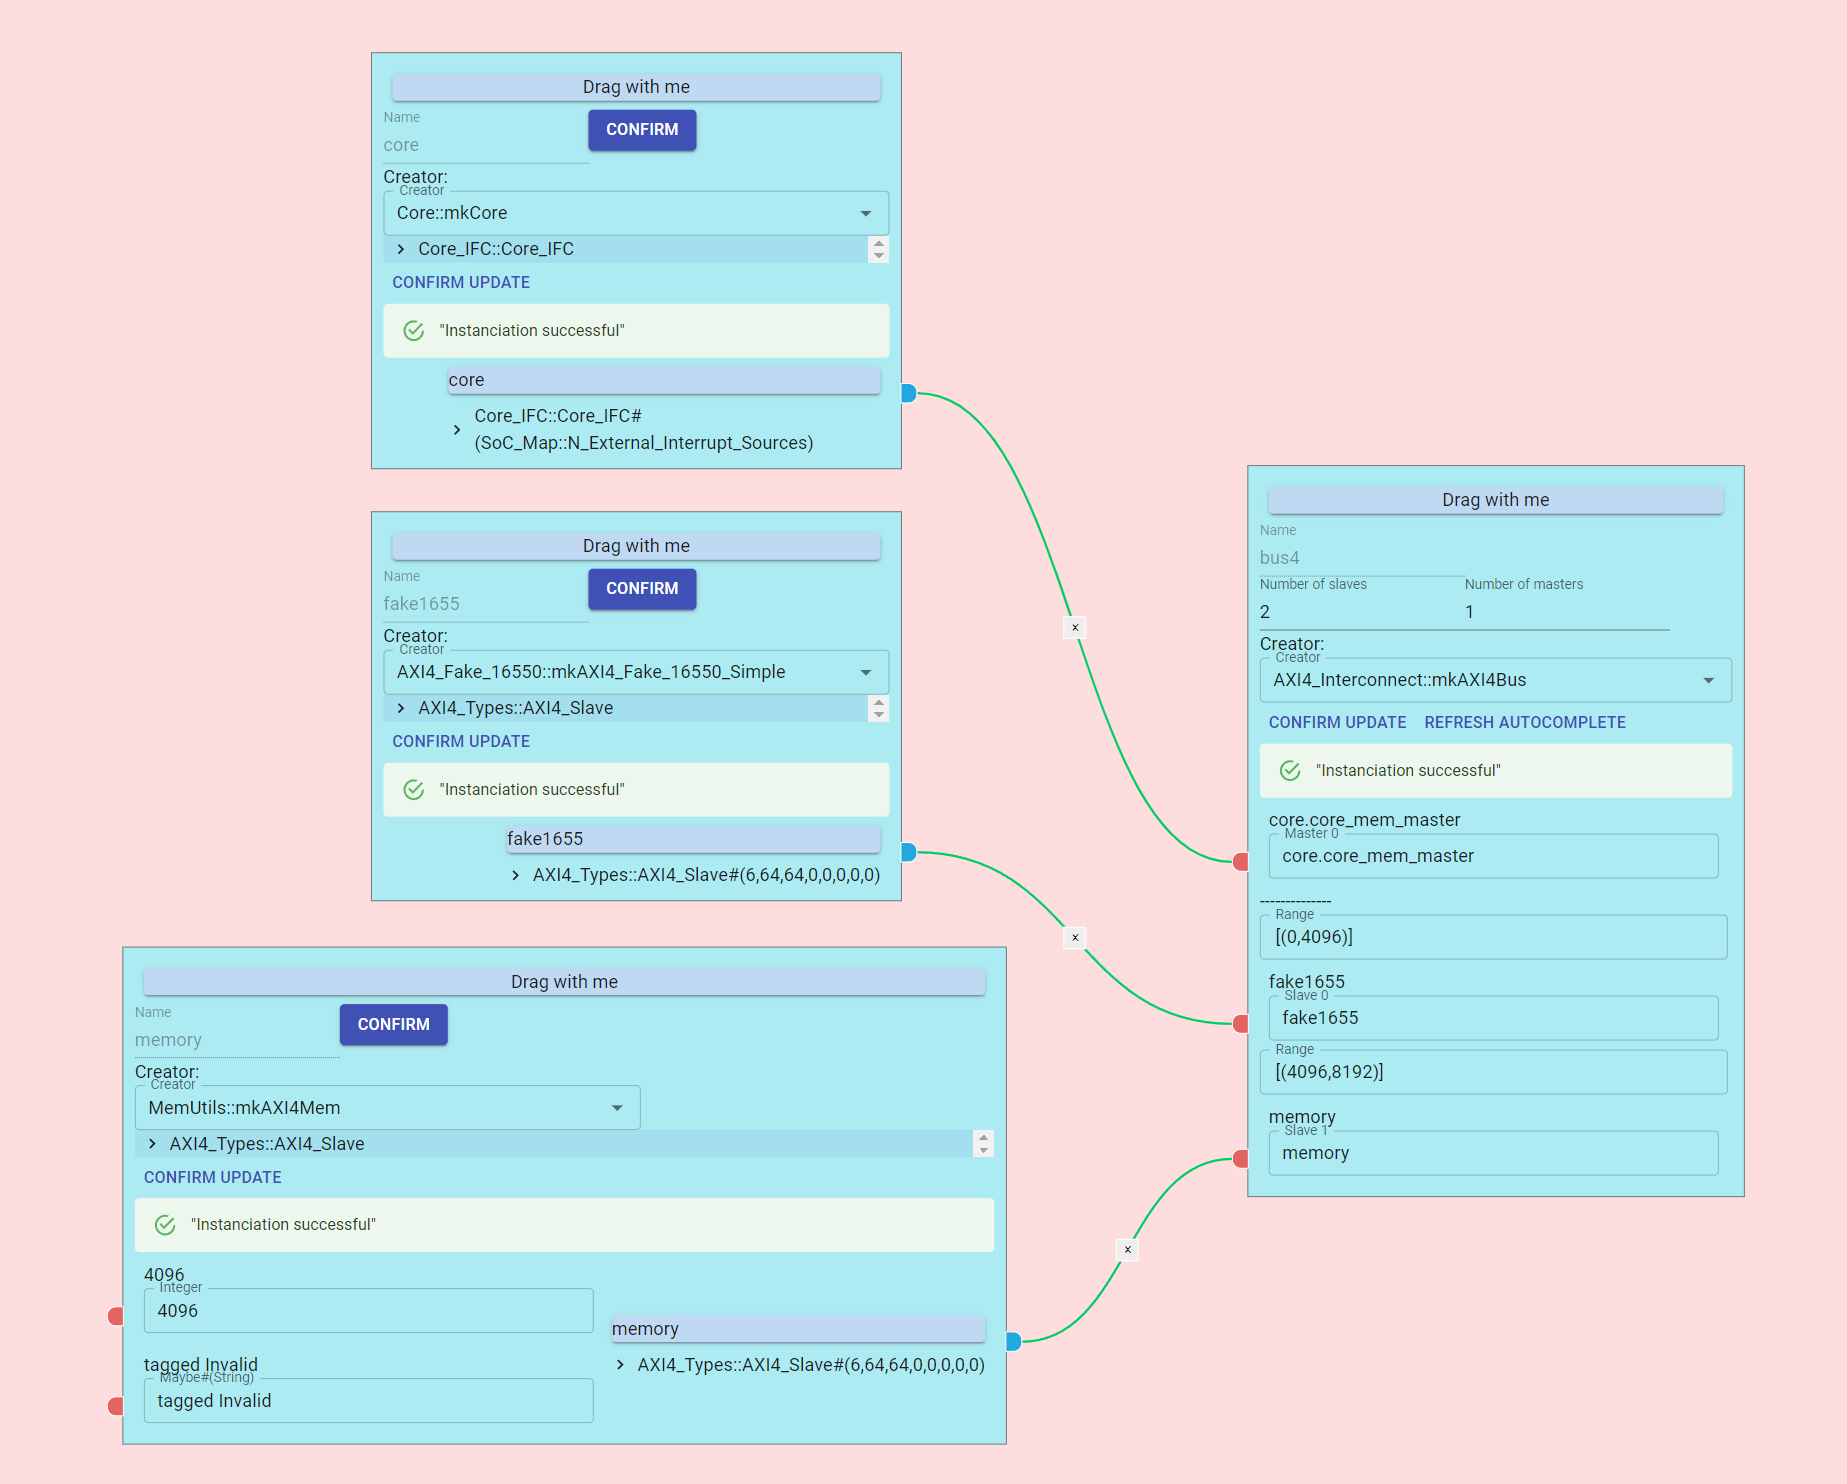 Drag with me
Name
core
CONFIRM
Creator:
Creator
Core::mkCore
Core_IFC::Core_IFC
CONFIRM UPDATE
"Instanciation successful"
core
Core_IFC::Core_IFC#
(SoC_Map::N_External_Interrupt_Sources)
Drag with me
Name
fake1655
CONFIRM
Creator:
Creator
AXI4_Fake_16550::mkAXI4_Fake_16550_Simple
AXI4_Types::AXI4_Slave
CONFIRM UPDATE
"Instanciation successful"
fake1655
AXI4_Types::AXI4_Slave#(6,64,64,0,0,0,0,0)
Drag with me
Name
memory
CONFIRM
Creator:
Creator
MemUtils::mkAXI4Mem
AXI4_Types::AXI4_Slave
CONFIRM UPDATE
"Instanciation successful"
4096
Integer
4096
tagged Invalid
Maybe#(String)
tagged Invalid
memory
AXI4_Types::AXI4_Slave#(6,64,64,0,0,0,0,0)
x
x
x
Drag with me
Name
bus4
Number of slaves Number of masters
2 1
Creator:
Creator
AXI4_Interconnect::mkAXI4Bus
CONFIRM UPDATE REFRESH AUTOCOMPLETE
"Instanciation successful"
core.core_mem_master
Master 0
core.core_mem_master
--------------
Range
[(0,4096)]
fake1655
Slave 0
fake1655
Range
[(4096,8192)]
memory
Slave 1
memory